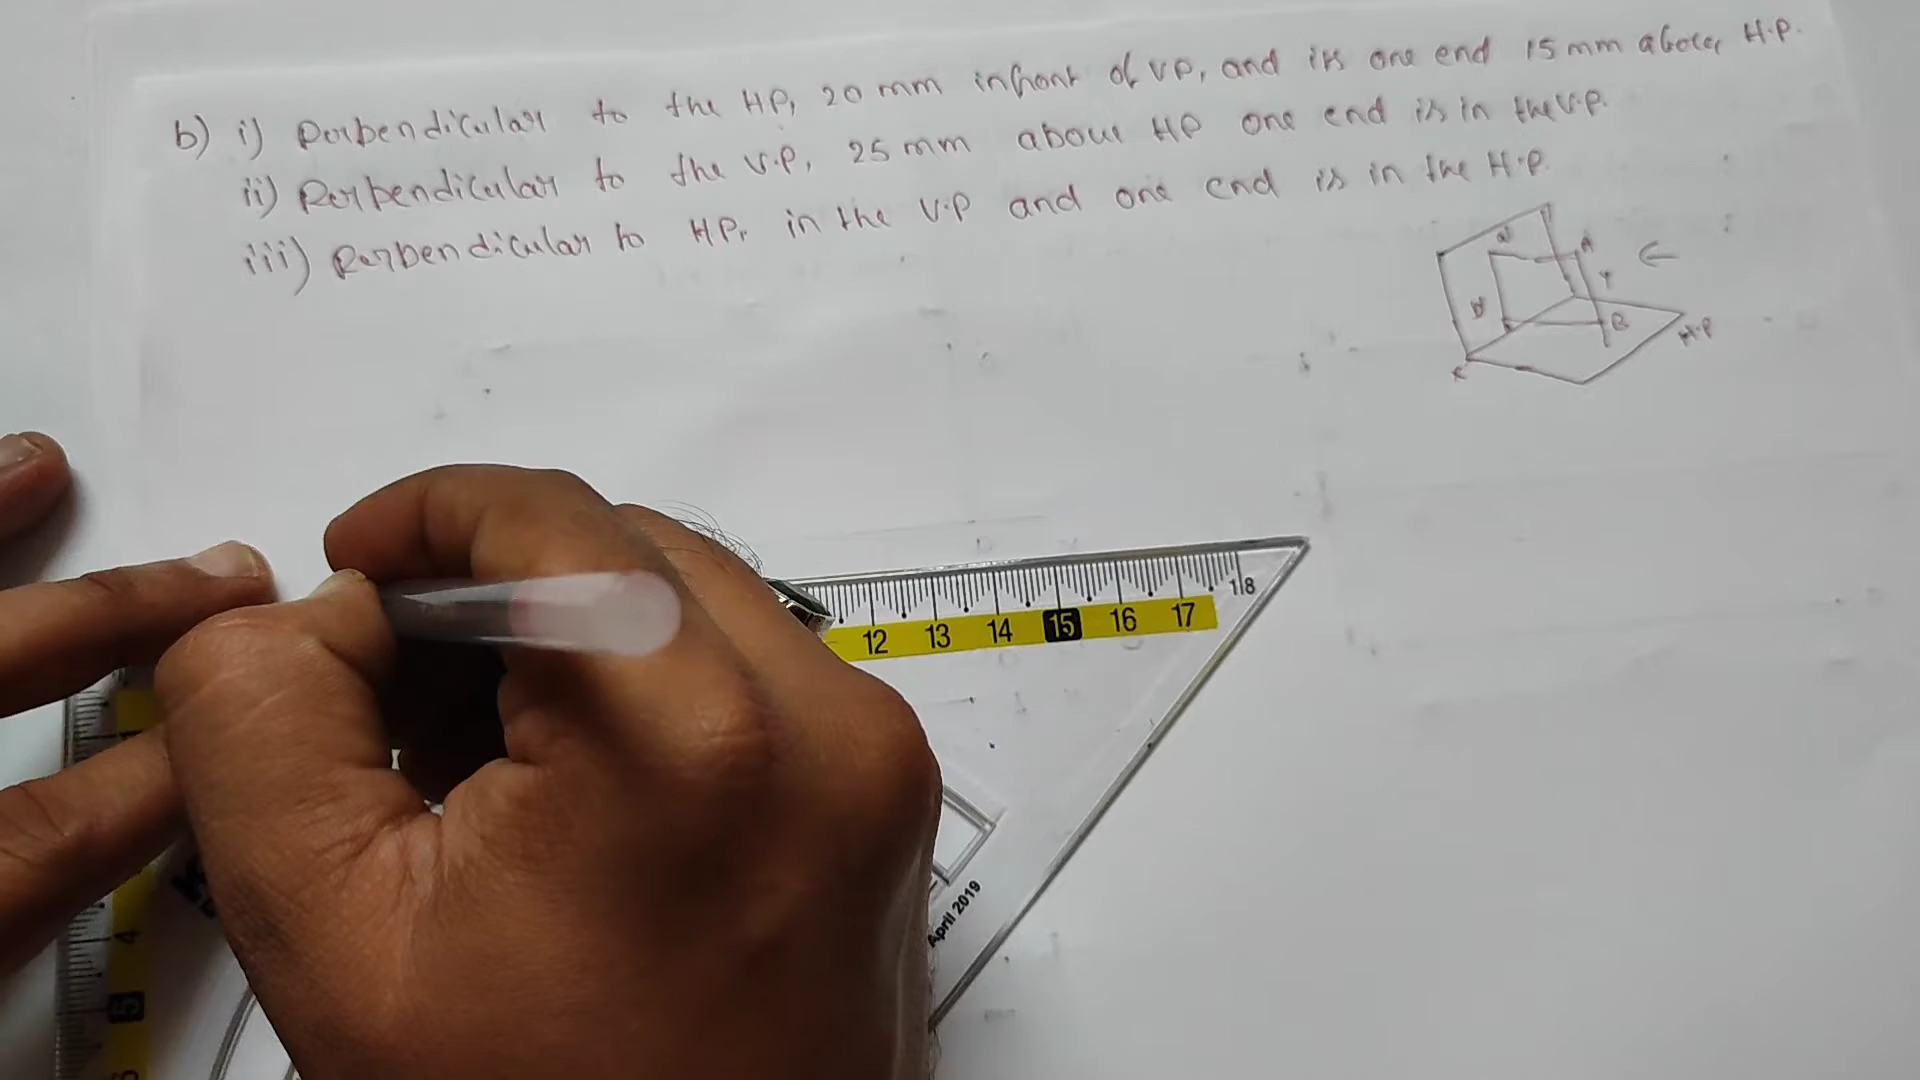 b) i) Perpendicular to the HP, 20 mm infront of VP, and its one end 15 mm above H.P.
ii) Perpendicular to the V.P, 25 mm above HP one end is in the V.P.
iii) Perpendicular to HP, in the V.P and one end is in the H.P.
a' A
Y
b' B
H.P
X
12 13 14 15 16 17 18
4
5
April 2019